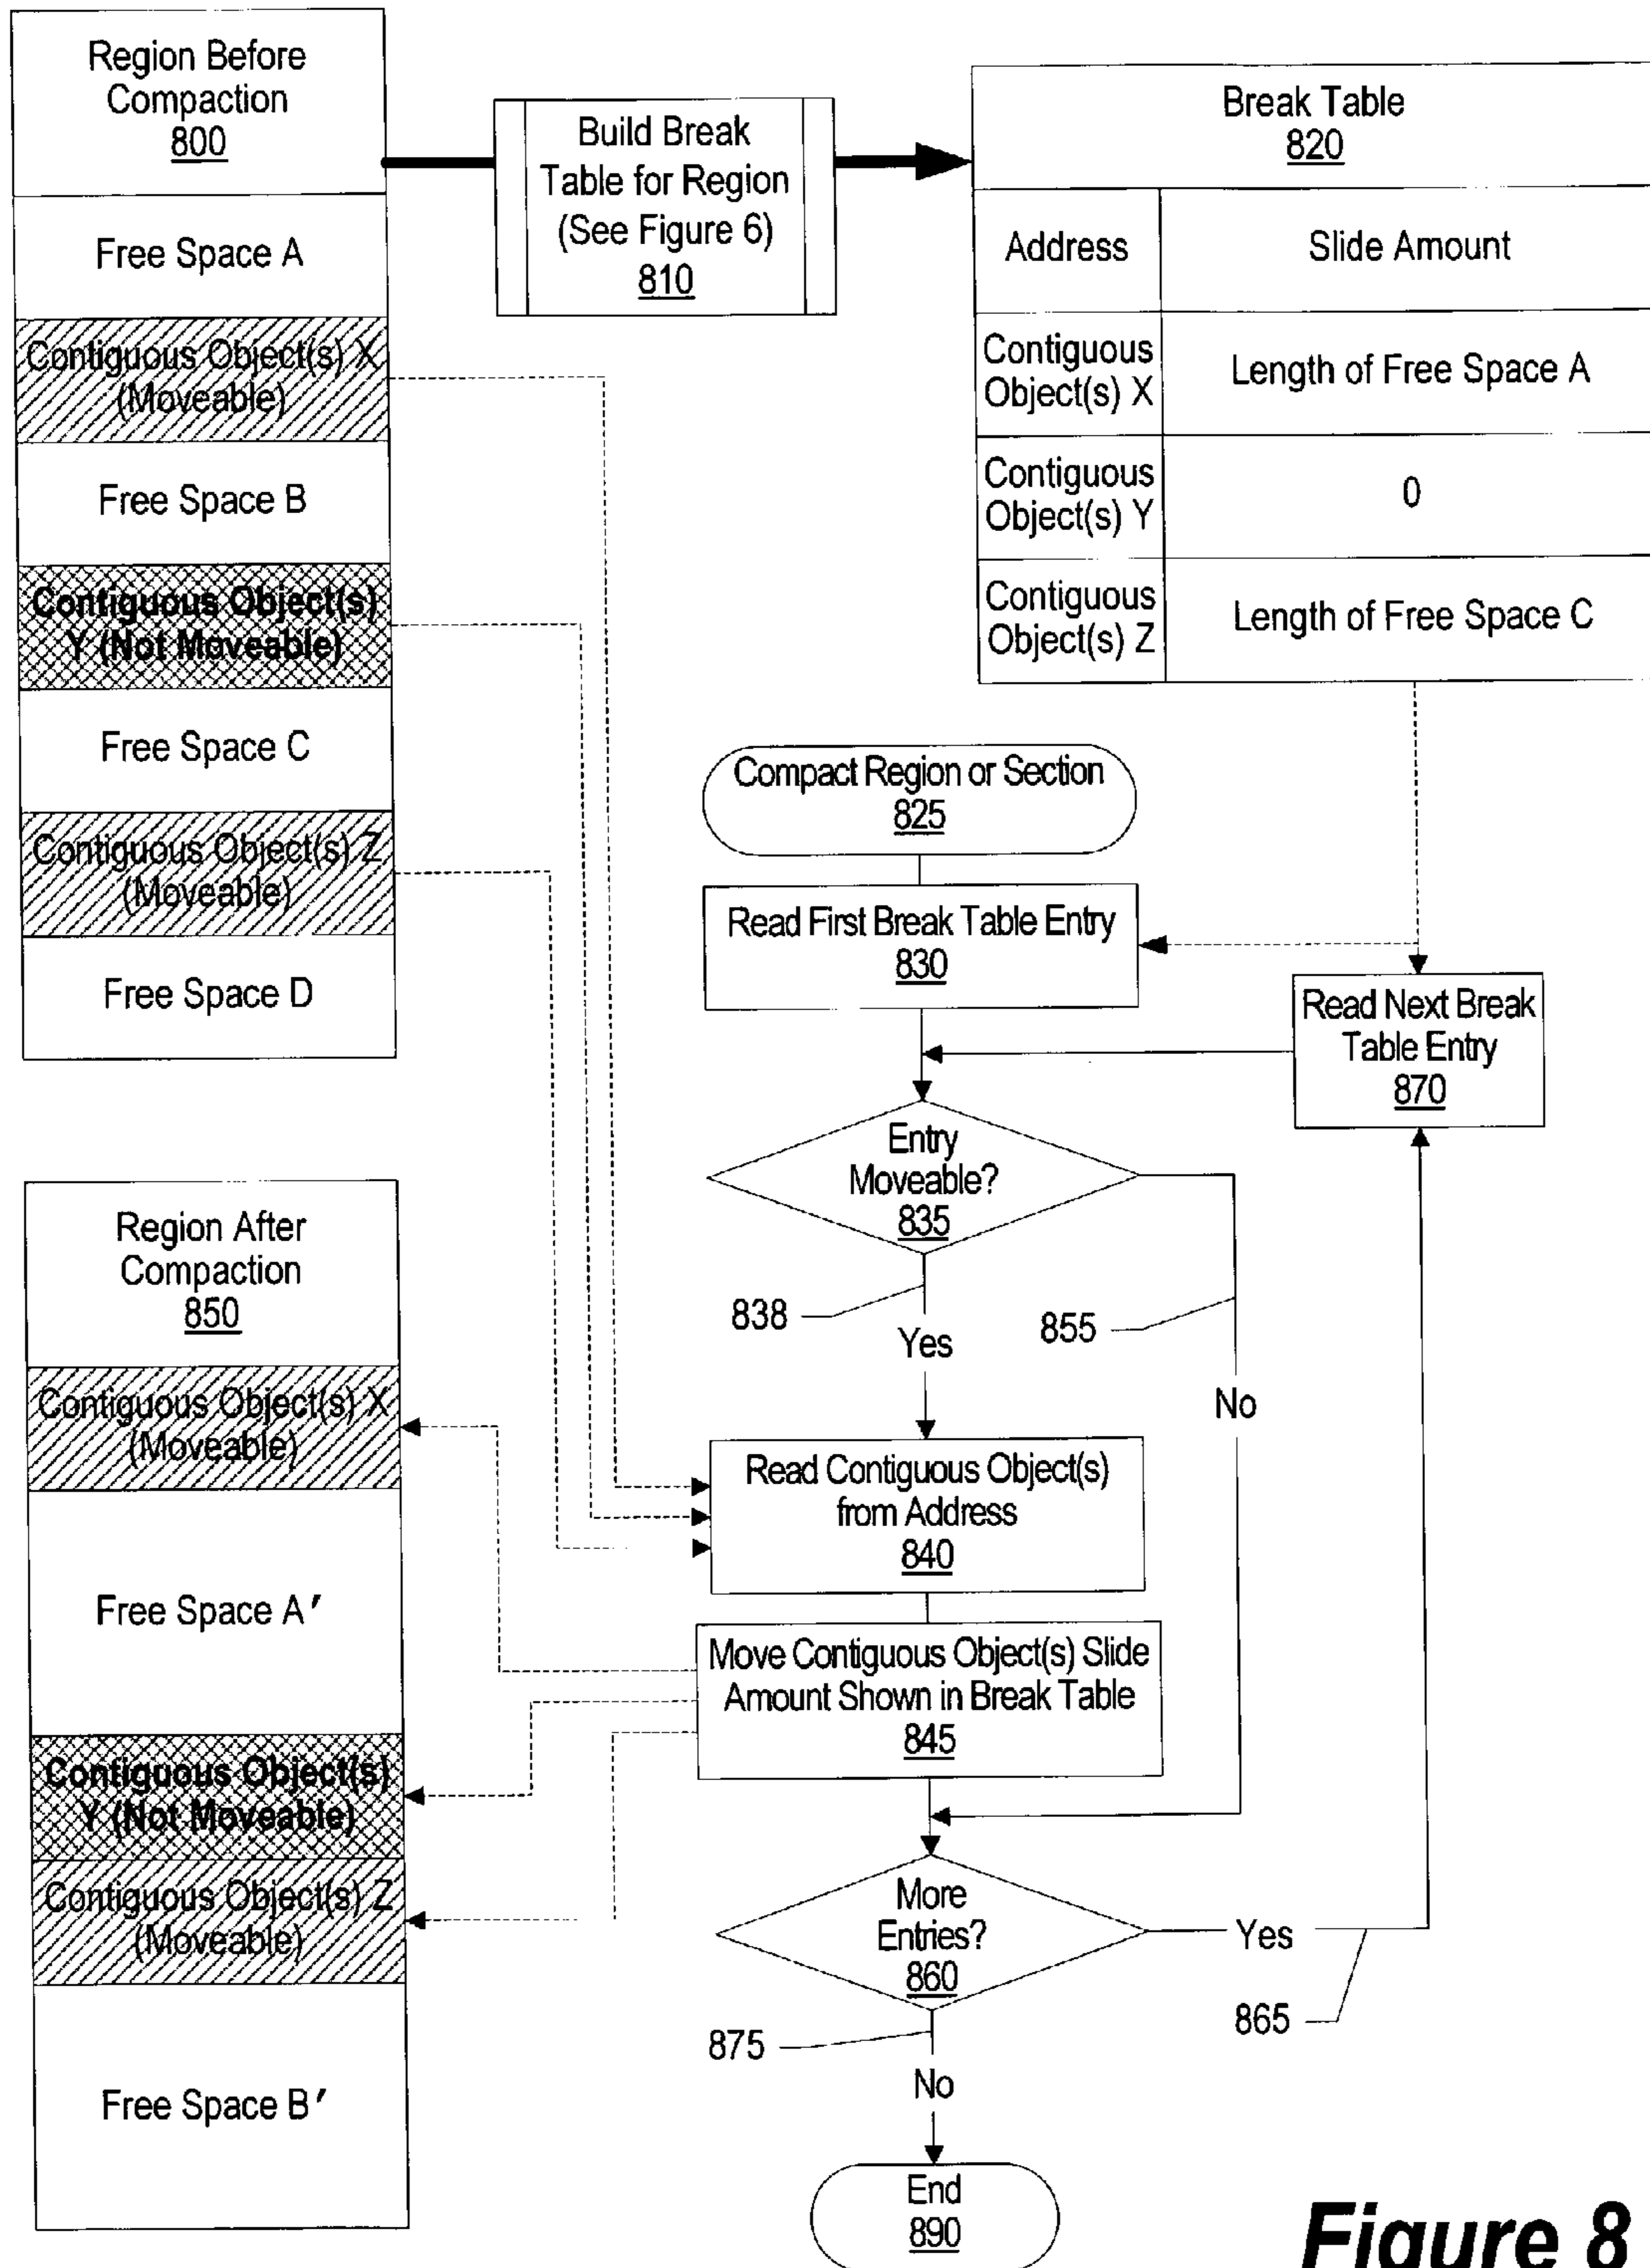 Region Before
Compaction
800
Free Space A
Contiguous Object(s) X
(Moveable)
Free Space B
Contiguous Object(s)
Y (Not Moveable)
Free Space C
Contiguous Object(s) Z
(Moveable)
Free Space D
Build Break
Table for Region
(See Figure 6)
810
Break Table
820
Address
Slide Amount
Contiguous
Object(s) X
Length of Free Space A
Contiguous
Object(s) Y
0
Contiguous
Object(s) Z
Length of Free Space C
Compact Region or Section
825
Read First Break Table Entry
830
Read Next Break
Table Entry
870
Entry
Moveable?
835
838
Yes
855
No
Read Contiguous Object(s)
from Address
840
Move Contiguous Object(s) Slide
Amount Shown in Break Table
845
More
Entries?
860
Yes
865
875
No
End
890
Region After
Compaction
850
Contiguous Object(s) X
(Moveable)
Free Space A′
Contiguous Object(s)
Y (Not Moveable)
Contiguous Object(s) Z
(Moveable)
Free Space B′
Figure 8